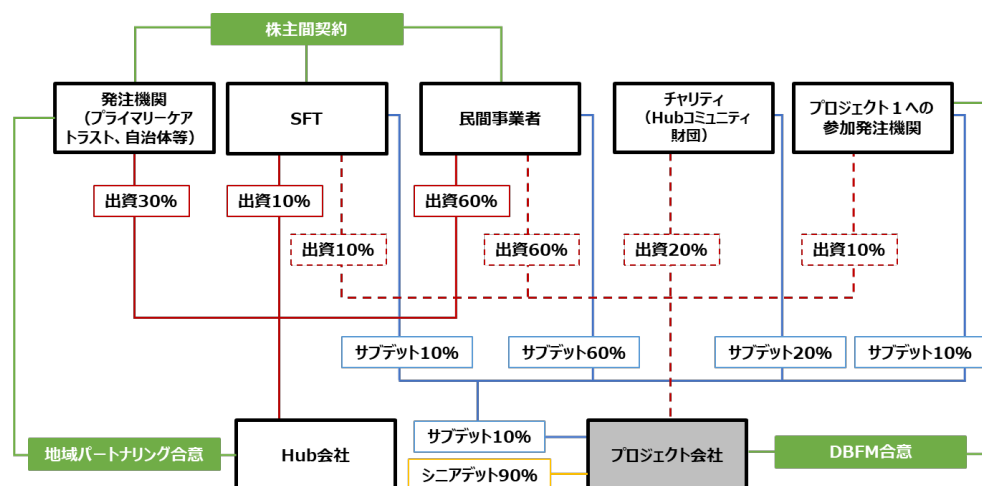 株主間契約
発注機関
(プライマリーケア
トラスト、自治体等)
SFT
民間事業者
チャリティ
(Hubコミュニティ
財団)
プロジェクト1への
参加発注機関
出資30%
出資10%
出資60%
出資10%
出資60%
出資20%
出資10%
サブデット10%
サブデット60%
サブデット20%
サブデット10%
地域パートナリング合意
Hub会社
サブデット10%
シニアデット90%
プロジェクト会社
DBFM合意